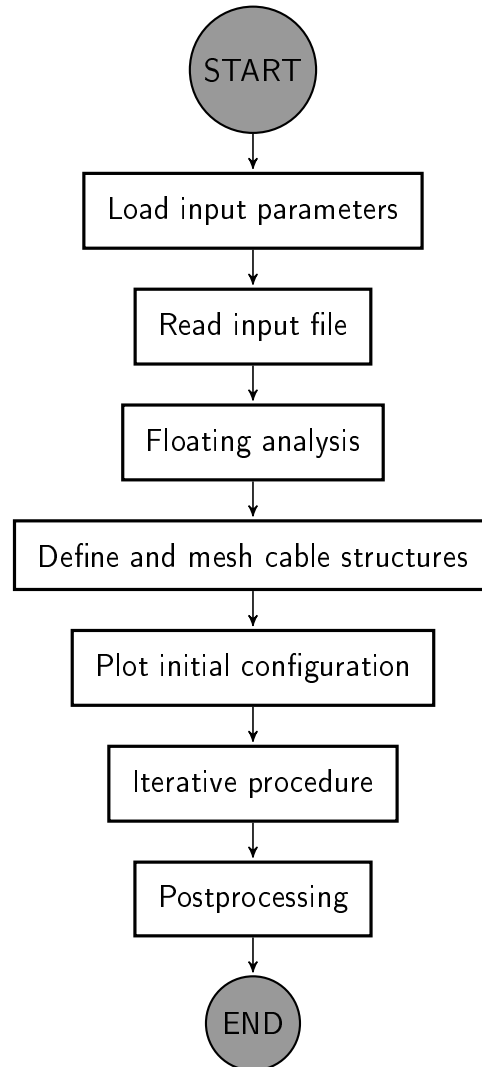 START
Load input parameters
Read input file
Floating analysis
Define and mesh cable structures
Plot initial configuration
Iterative procedure
Postprocessing
END